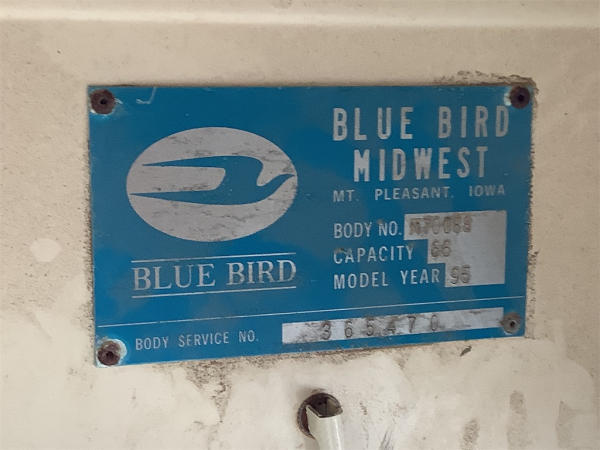 BLUE BIRD
MIDWEST
MT. PLEASANT, IOWA
BODY NO.
CAPACITY 66
MODEL YEAR 95
BLUE BIRD
BODY SERVICE NO. 365470